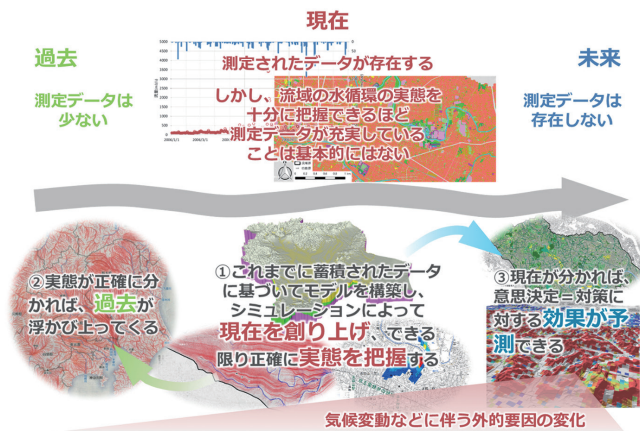 現在
過去
未来
測定データは
少ない
測定されたデータが存在する
しかし、流域の水循環の実態を
十分に把握できるほど
測定データが充実している
ことは基本的にはない
測定データは
存在しない
②実態が正確に分
かれば、過去が
浮かび上ってくる
①これまでに蓄積されたデータ
に基づいてモデルを構築し、
シミュレーションによって
現在を創り上げ、できる
限り正確に実態を把握する
③現在が分かれば、
意思決定＝対策に
対する効果が予
測できる
気候変動などに伴う外的要因の変化